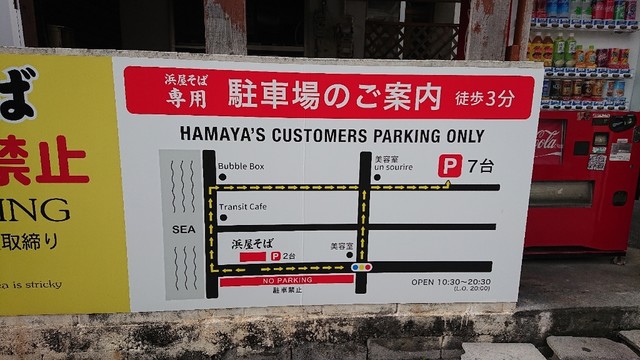 ば
禁止
ING
取締り
ea is stricky
浜屋そば
専用
駐車場のご案内 徒歩3分
HAMAYA'S CUSTOMERS PARKING ONLY
Bubble Box
美容室
un sourire
P 7台
Transit Cafe
SEA
浜屋そば
P 2台
美容室
NO PARKING
駐車禁止
OPEN 10:30~20:30
(L.O. 20:00)
Coca-Cola